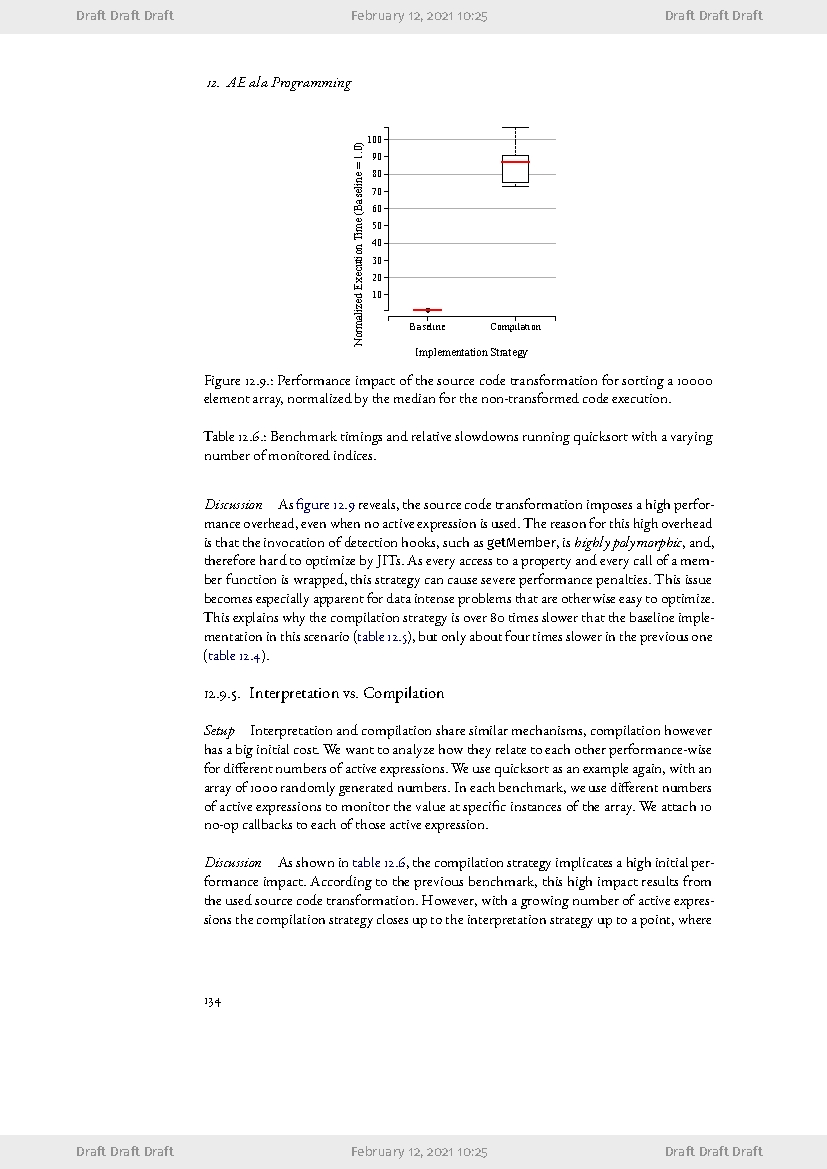 Draft Draft Draft February 12, 2021 10:25 Draft Draft Draft
12. AE ala Programming
100
90
80
70
60
50
40
30
20
10
Normalized Execution Time (Baseline = 1.0)
Baseline Compilation
Implementation Strategy
Figure 12.9.: Performance impact of the source code transformation for sorting a 10000
element array, normalized by the median for the non-transformed code execution.
Table 12.6.: Benchmark timings and relative slowdowns running quicksort with a varying
number of monitored indices.
Discussion As figure 12.9 reveals, the source code transformation imposes a high perfor-
mance overhead, even when no active expression is used. The reason for this high overhead
is that the invocation of detection hooks, such as getMember, is highly polymorphic, and,
therefore hard to optimize by JITs. As every access to a property and every call of a mem-
ber function is wrapped, this strategy can cause severe performance penalties. This issue
becomes especially apparent for data intense problems that are otherwise easy to optimize.
This explains why the compilation strategy is over 80 times slower that the baseline imple-
mentation in this scenario (table 12.5), but only about four times slower in the previous one
(table 12.4).
12.9.5. Interpretation vs. Compilation
Setup Interpretation and compilation share similar mechanisms, compilation however
has a big initial cost. We want to analyze how they relate to each other performance-wise
for different numbers of active expressions. We use quicksort as an example again, with an
array of 1000 randomly generated numbers. In each benchmark, we use different numbers
of active expressions to monitor the value at specific instances of the array. We attach 10
no-op callbacks to each of those active expression.
Discussion As shown in table 12.6, the compilation strategy implicates a high initial per-
formance impact. According to the previous benchmark, this high impact results from
the used source code transformation. However, with a growing number of active expres-
sions the compilation strategy closes up to the interpretation strategy up to a point, where
134
Draft Draft Draft February 12, 2021 10:25 Draft Draft Draft